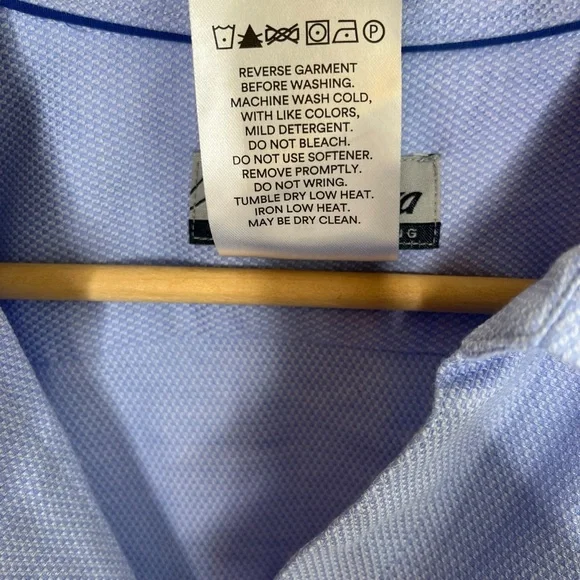 P
REVERSE GARMENT
BEFORE WASHING.
MACHINE WASH COLD,
WITH LIKE COLORS,
MILD DETERGENT.
DO NOT BLEACH.
DO NOT USE SOFTENER.
REMOVE PROMPTLY.
DO NOT WRING.
TUMBLE DRY LOW HEAT.
IRON LOW HEAT.
MAY BE DRY CLEAN.